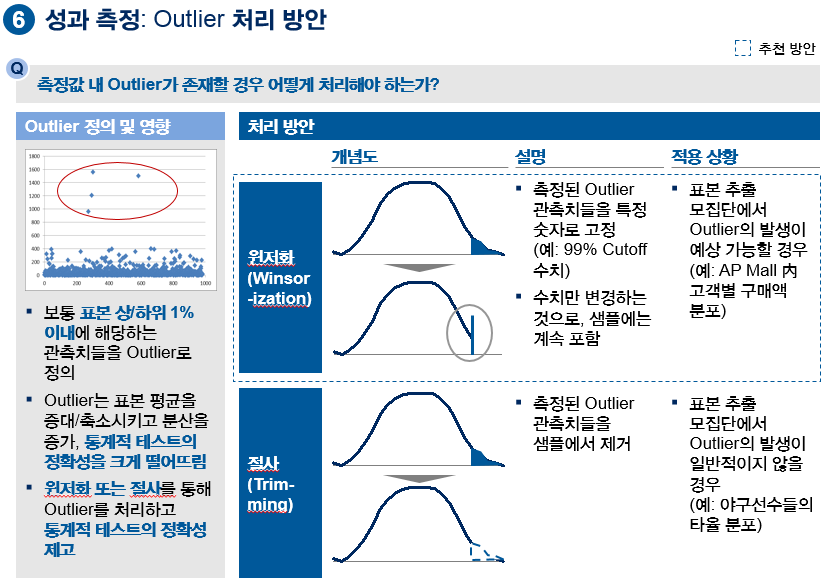 6 성과 측정: Outlier 처리 방안
추천 방안
Q
측정값 내 Outlier가 존재할 경우 어떻게 처리해야 하는가?
Outlier 정의 및 영향
1800
1600
1400
1200
1000
800
600
400
200
0
0 200 400 600 800 1000
▪ 보통 표본 상/하위 1%
이내에 해당하는
관측치들을 Outlier로
정의
▪ Outlier는 표본 평균을
증대/축소시키고 분산을
증가, 통계적 테스트의
정확성을 크게 떨어뜨림
▪ 윈저화 또는 절사를 통해
Outlier를 처리하고
통계적 테스트의 정확성
제고
처리 방안
개념도 설명 적용 상황
윈저화
(Winsor
-ization)
▪ 측정된 Outlier
관측치들을 특정
숫자로 고정
(예: 99% Cutoff
수치)
▪ 수치만 변경하는
것으로, 샘플에는
계속 포함
▪ 표본 추출
모집단에서
Outlier의 발생이
예상 가능할 경우
(예: AP Mall 內
고객별 구매액
분포)
절사
(Trim-
ming)
▪ 측정된 Outlier
관측치들을
샘플에서 제거
▪ 표본 추출
모집단에서
Outlier의 발생이
일반적이지 않을
경우
(예: 야구선수들의
타율 분포)